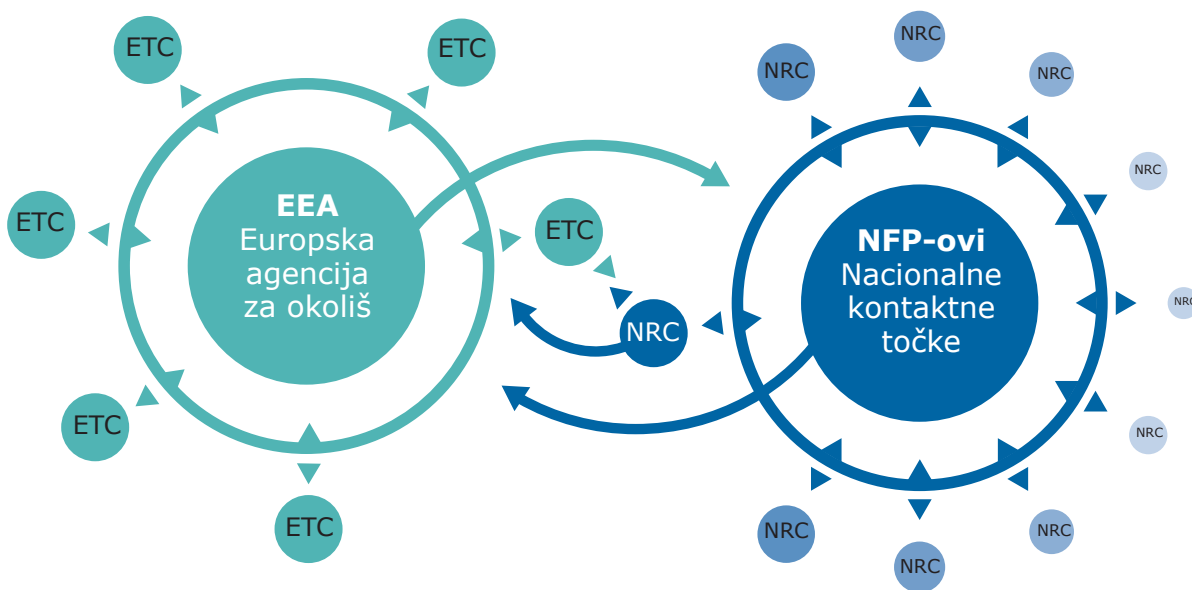 ETC
ETC
ETC
ETC
ETC
ETC
EEA
Europska
agencija
za okoliš
NRC
NFP-ovi
Nacionalne
kontaktne
točke
NRC
NRC
NRC
NRC
NRC
NRC
NRC
NRC
NRC